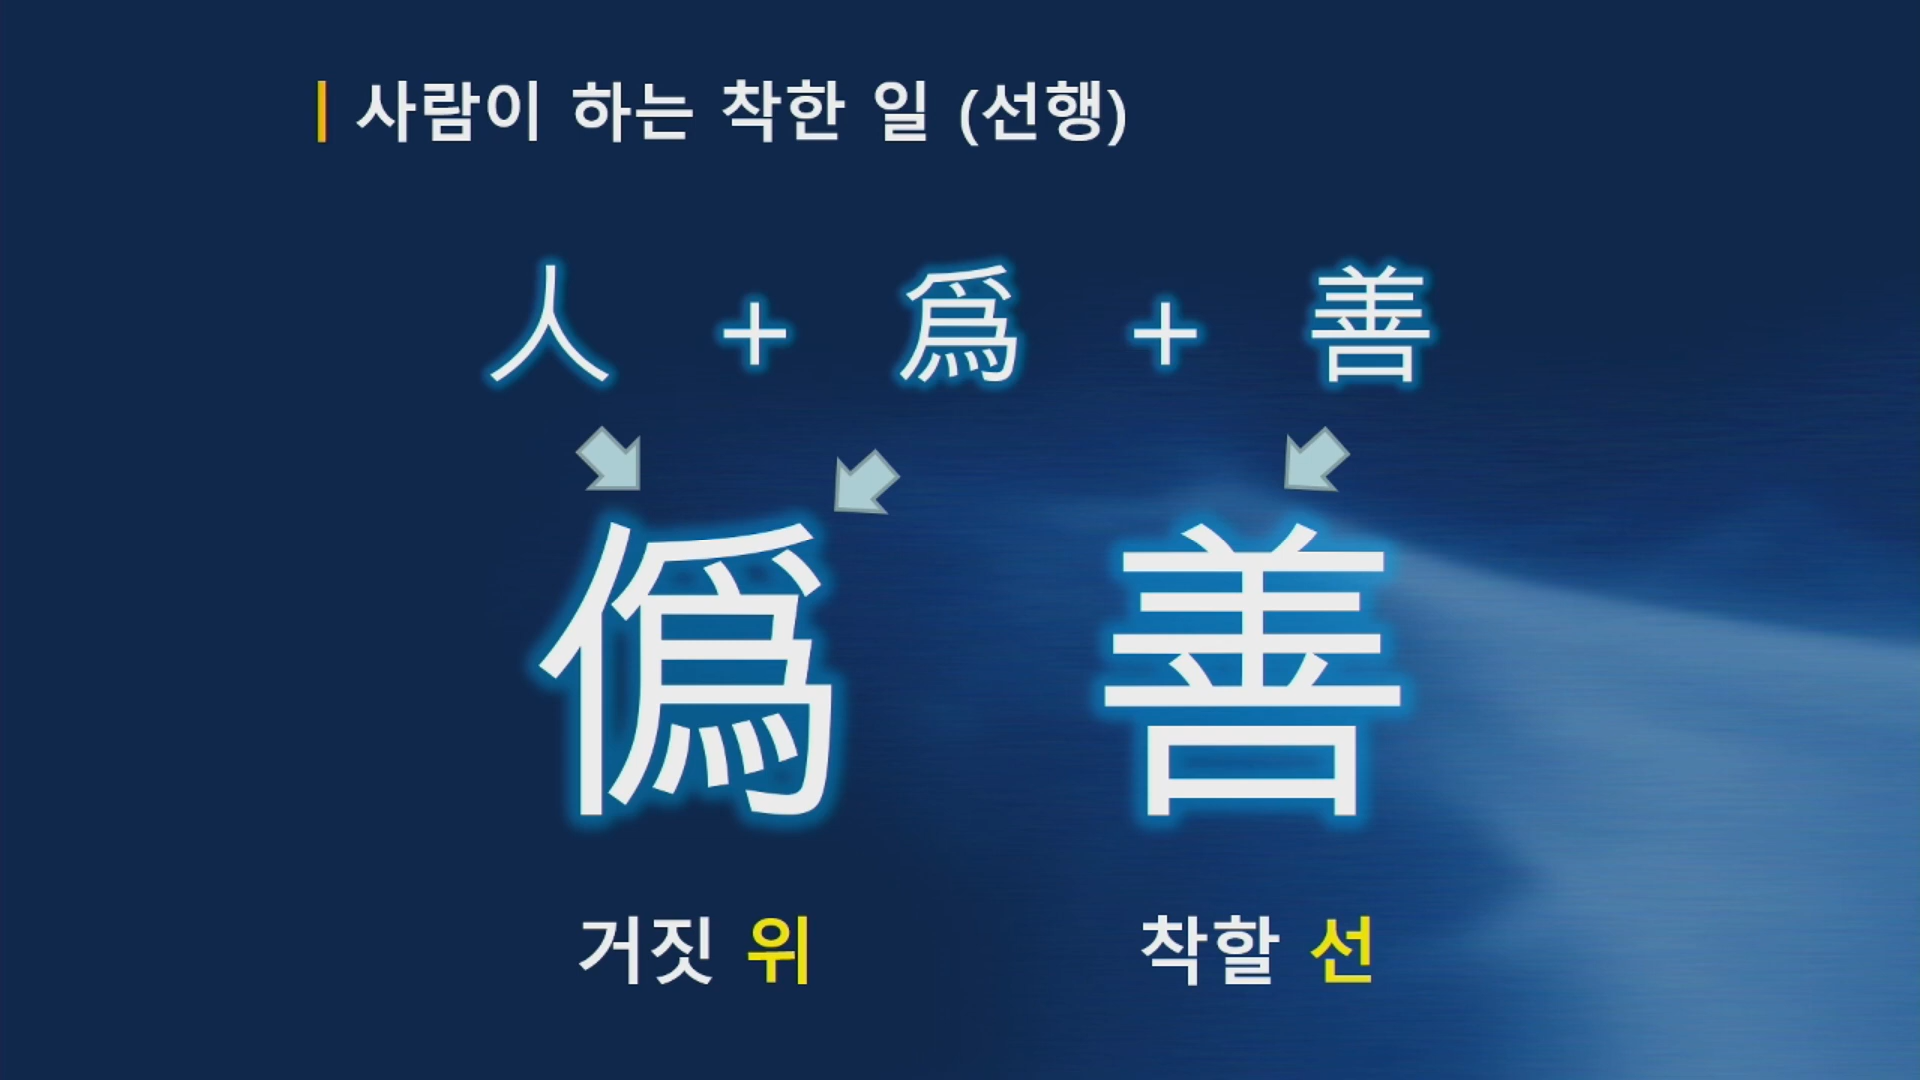 사람이 하는 착한 일 (선행)
人 + 爲 + 善
僞 善
거짓 위 착할 선